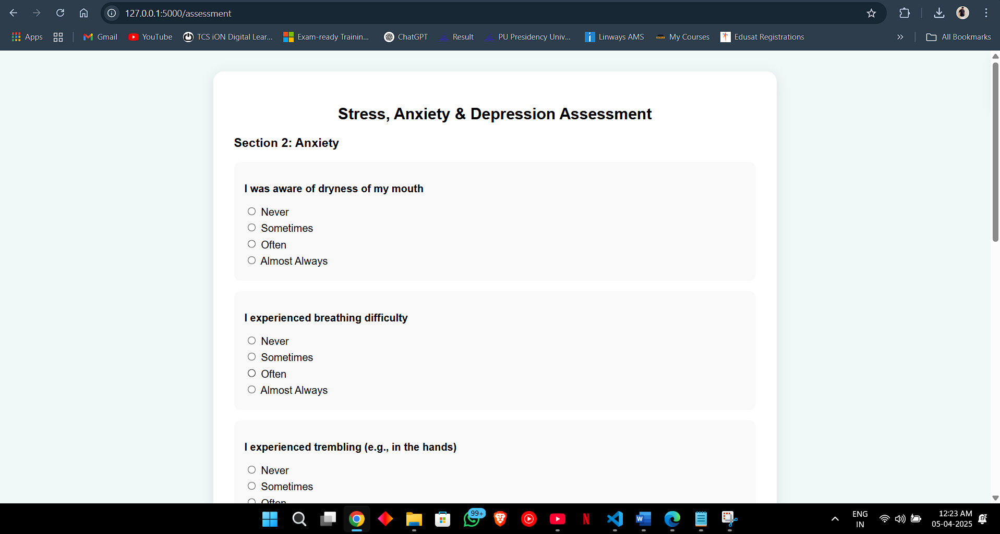 127.0.0.1:5000/assessment
Apps
Gmail
YouTube
TCS iON Digital Lear...
Exam-ready Trainin...
ChatGPT
Result
PU Presidency Univ...
Linways AMS
My Courses
Edusat Registrations
»
All Bookmarks
Stress, Anxiety & Depression Assessment
Section 2: Anxiety
I was aware of dryness of my mouth
Never
Sometimes
Often
Almost Always
I experienced breathing difficulty
Never
Sometimes
Often
Almost Always
I experienced trembling (e.g., in the hands)
Never
Sometimes
Often
99+
ENG
IN
12:23 AM
05-04-2025